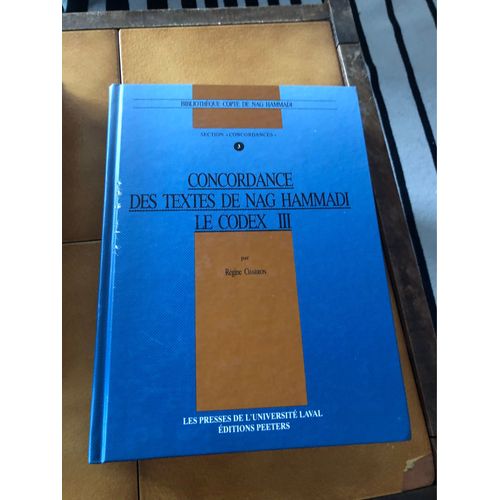 BIBLIOTHÈQUE COPTE DE NAG HAMMADI
SECTION « CONCORDANCES »
3
CONCORDANCE
DES TEXTES DE NAG HAMMADI
LE CODEX III
par
Régine CHARRON
LES PRESSES DE L'UNIVERSITÉ LAVAL
ÉDITIONS PEETERS